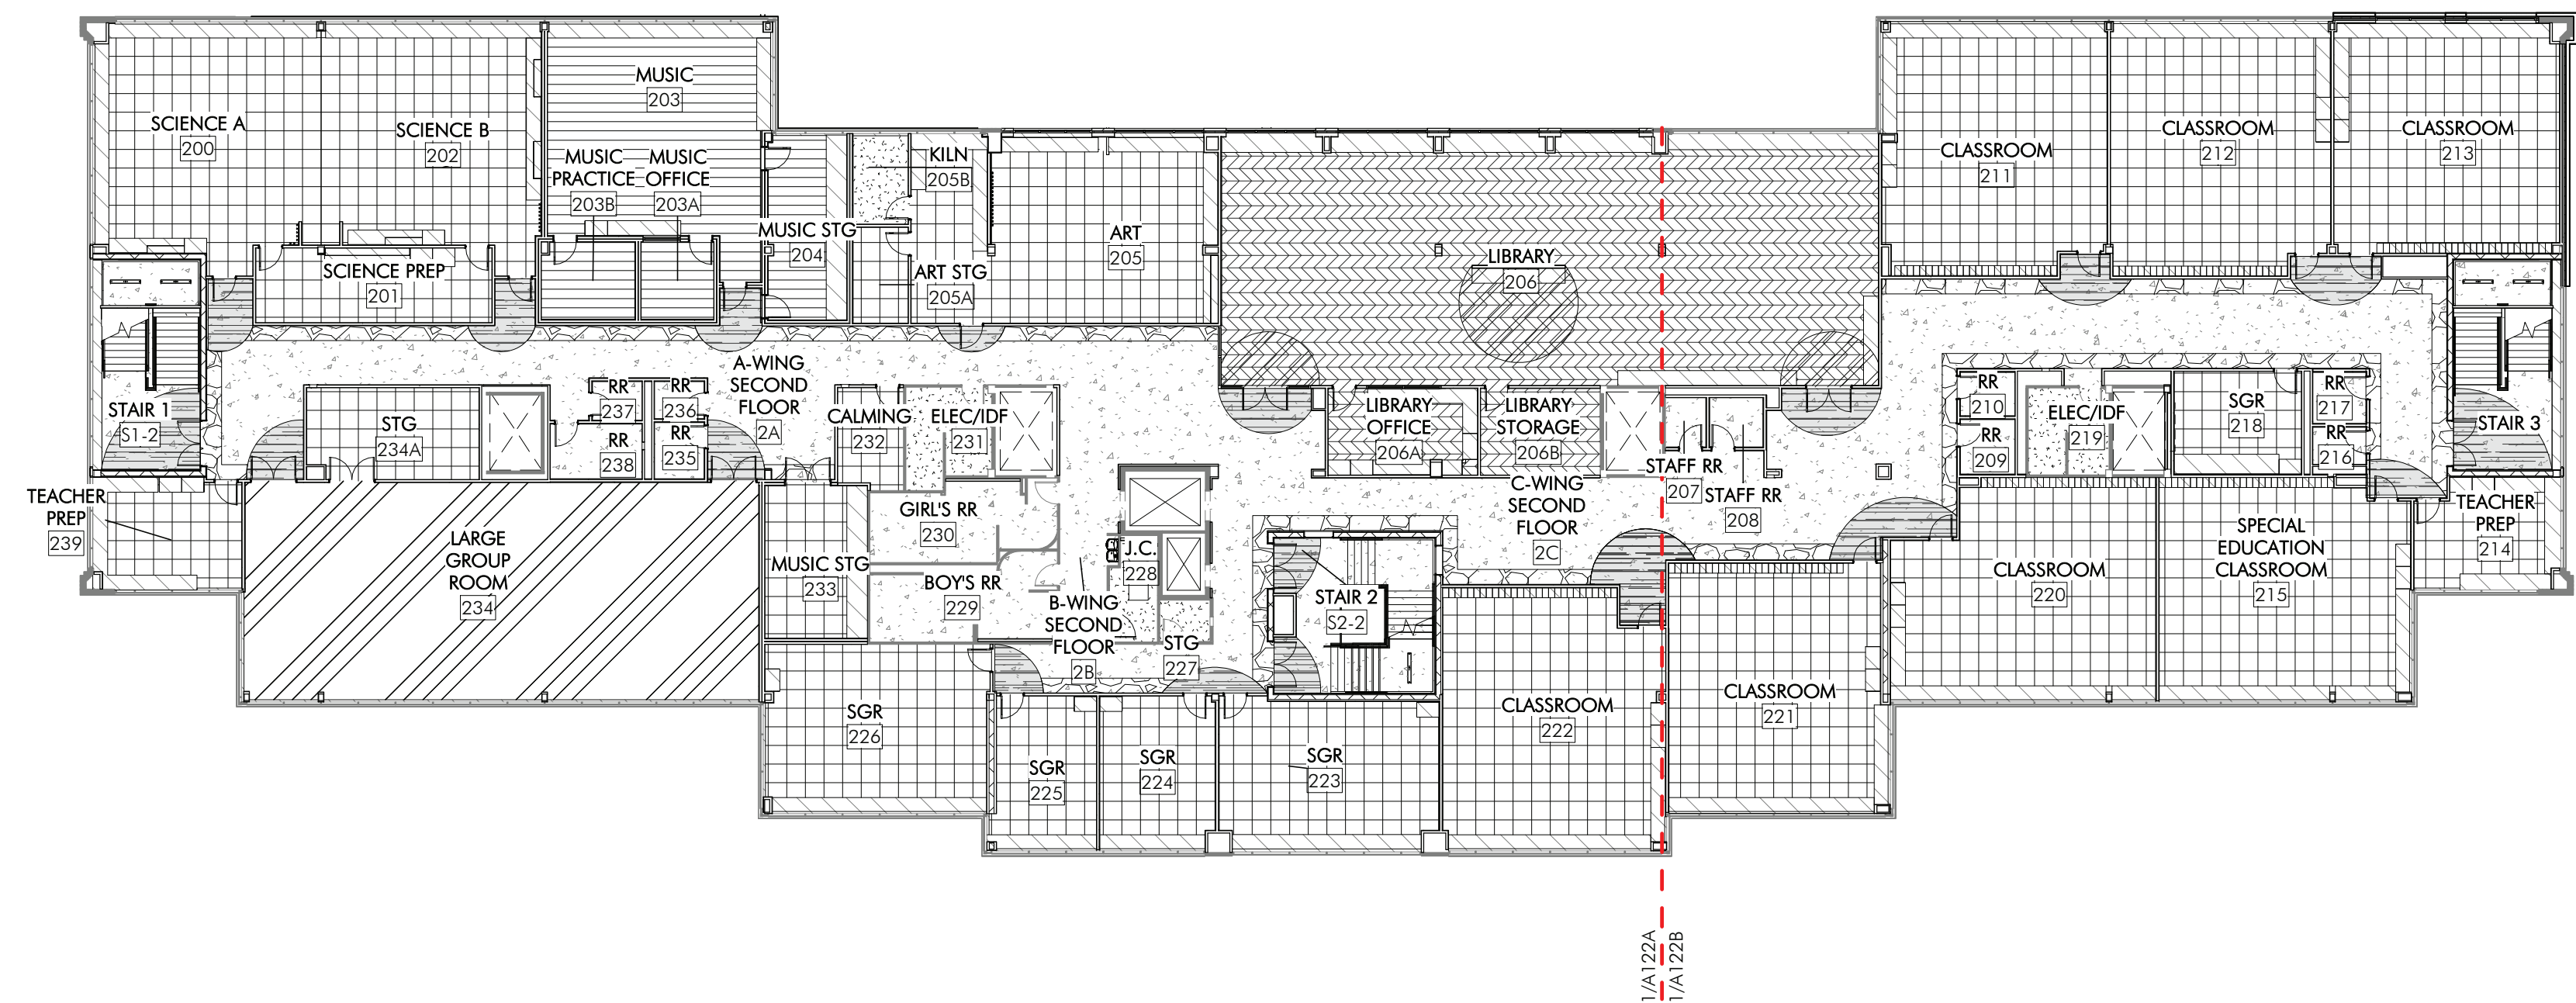 SCIENCE A
200
SCIENCE B
202
MUSIC
203
MUSIC
PRACTICE
203B
MUSIC
OFFICE
203A
SCIENCE PREP
201
MUSIC STG
204
KILN
205B
ART STG
205A
ART
205
LIBRARY
206
CLASSROOM
211
CLASSROOM
212
CLASSROOM
213
STAIR 1
S1-2
STG
234A
RR
237
RR
238
RR
236
RR
235
A-WING
SECOND
FLOOR
2A
CALMING
232
ELEC/IDF
231
LIBRARY
OFFICE
206A
LIBRARY
STORAGE
206B
C-WING
SECOND
FLOOR
2C
STAFF RR
207
STAFF RR
208
RR
210
RR
209
ELEC/IDF
219
SGR
218
RR
217
RR
216
STAIR 3
TEACHER
PREP
239
LARGE
GROUP
ROOM
234
MUSIC STG
233
GIRL'S RR
230
BOY'S RR
229
B-WING
SECOND
FLOOR
2B
J.C.
228
STG
227
STAIR 2
S2-2
CLASSROOM
220
SPECIAL
EDUCATION
CLASSROOM
215
TEACHER
PREP
214
SGR
226
SGR
225
SGR
224
SGR
223
CLASSROOM
222
CLASSROOM
221
1/A122A
1/A122B